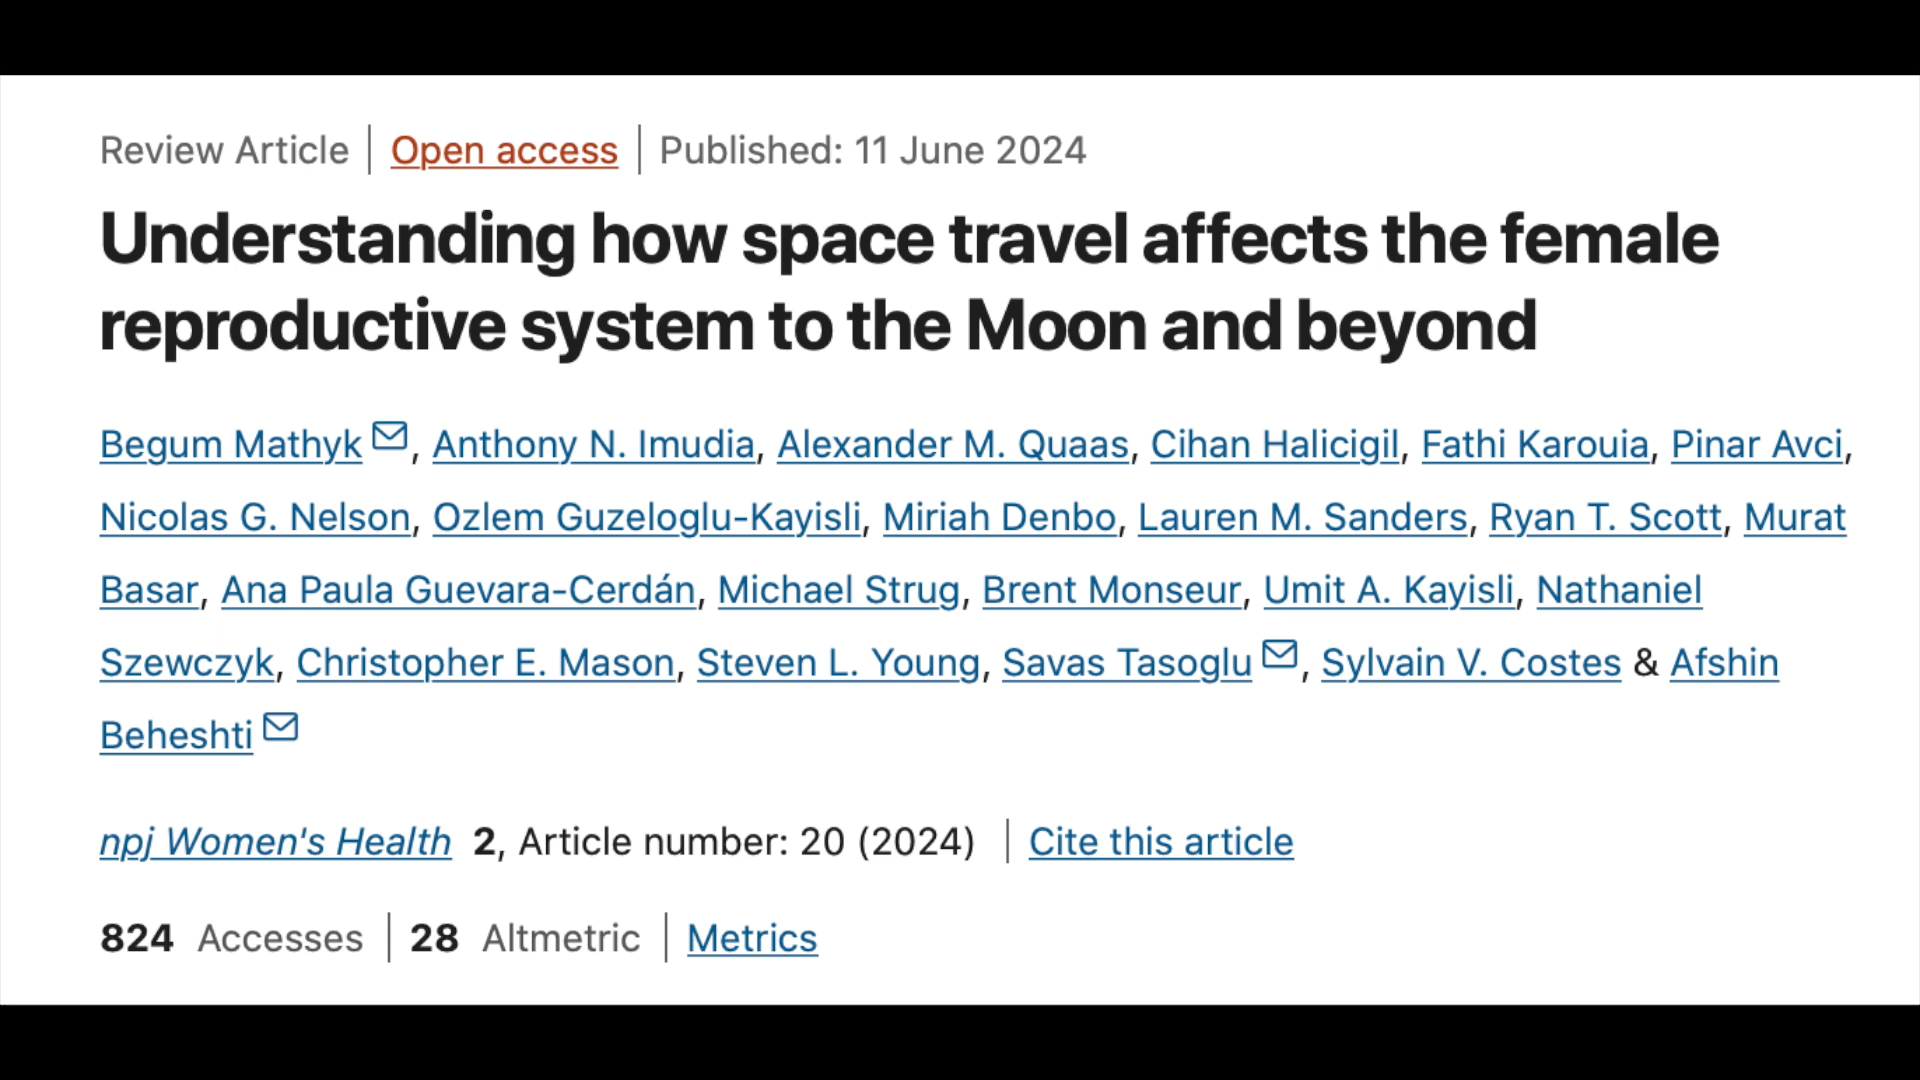 Review Article | Open access | Published: 11 June 2024
Understanding how space travel affects the female
reproductive system to the Moon and beyond
Begum Mathyk, Anthony N. Imudia, Alexander M. Quaas, Cihan Halicigil, Fathi Karouia, Pinar Avci,
Nicolas G. Nelson, Ozlem Guzeloglu-Kayisli, Miriah Denbo, Lauren M. Sanders, Ryan T. Scott, Murat
Basar, Ana Paula Guevara-Cerdán, Michael Strug, Brent Monseur, Umit A. Kayisli, Nathaniel
Szewczyk, Christopher E. Mason, Steven L. Young, Savas Tasoglu, Sylvain V. Costes & Afshin
Beheshti
npj Women's Health 2, Article number: 20 (2024) | Cite this article
824 Accesses | 28 Altmetric | Metrics